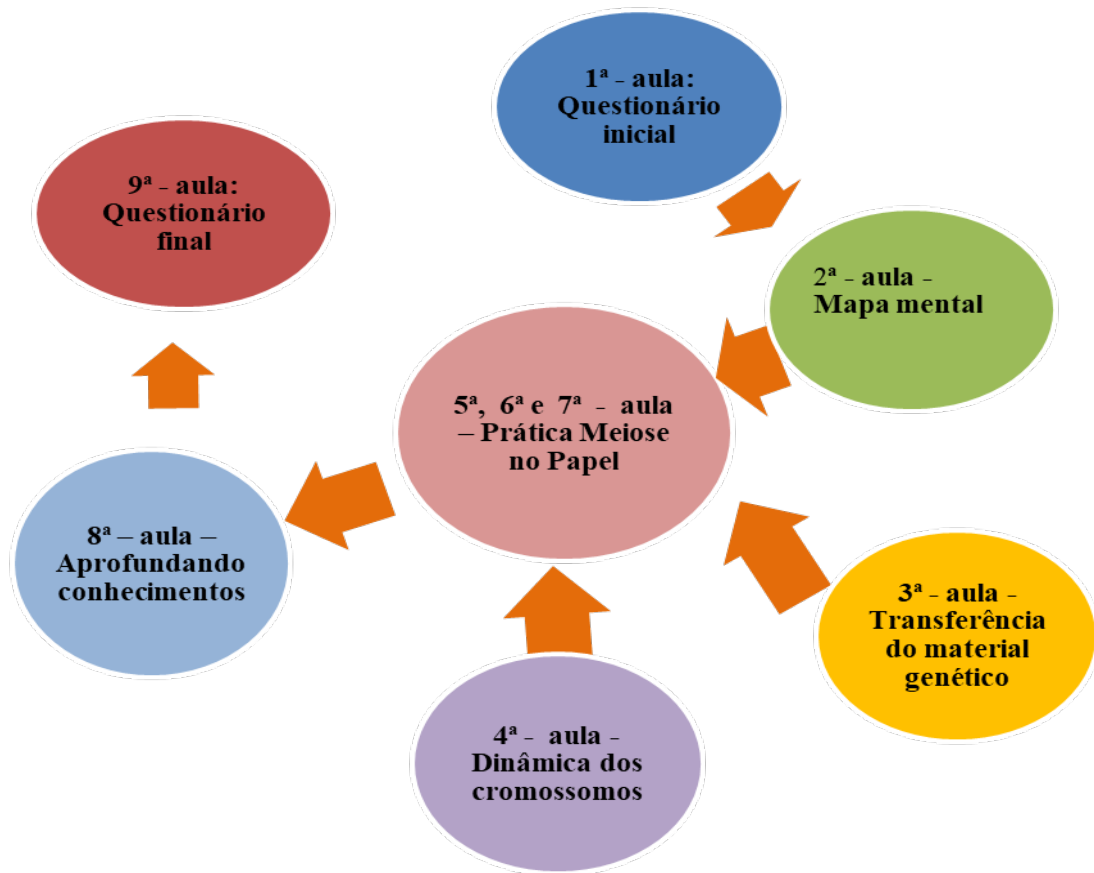 1ª - aula:
Questionário
inicial
2ª - aula -
Mapa mental
3ª - aula -
Transferência
do material
genético
4ª - aula -
Dinâmica dos
cromossomos
5ª, 6ª e 7ª - aula
– Prática Meiose
no Papel
8ª – aula –
Aprofundando
conhecimentos
9ª - aula:
Questionário
final